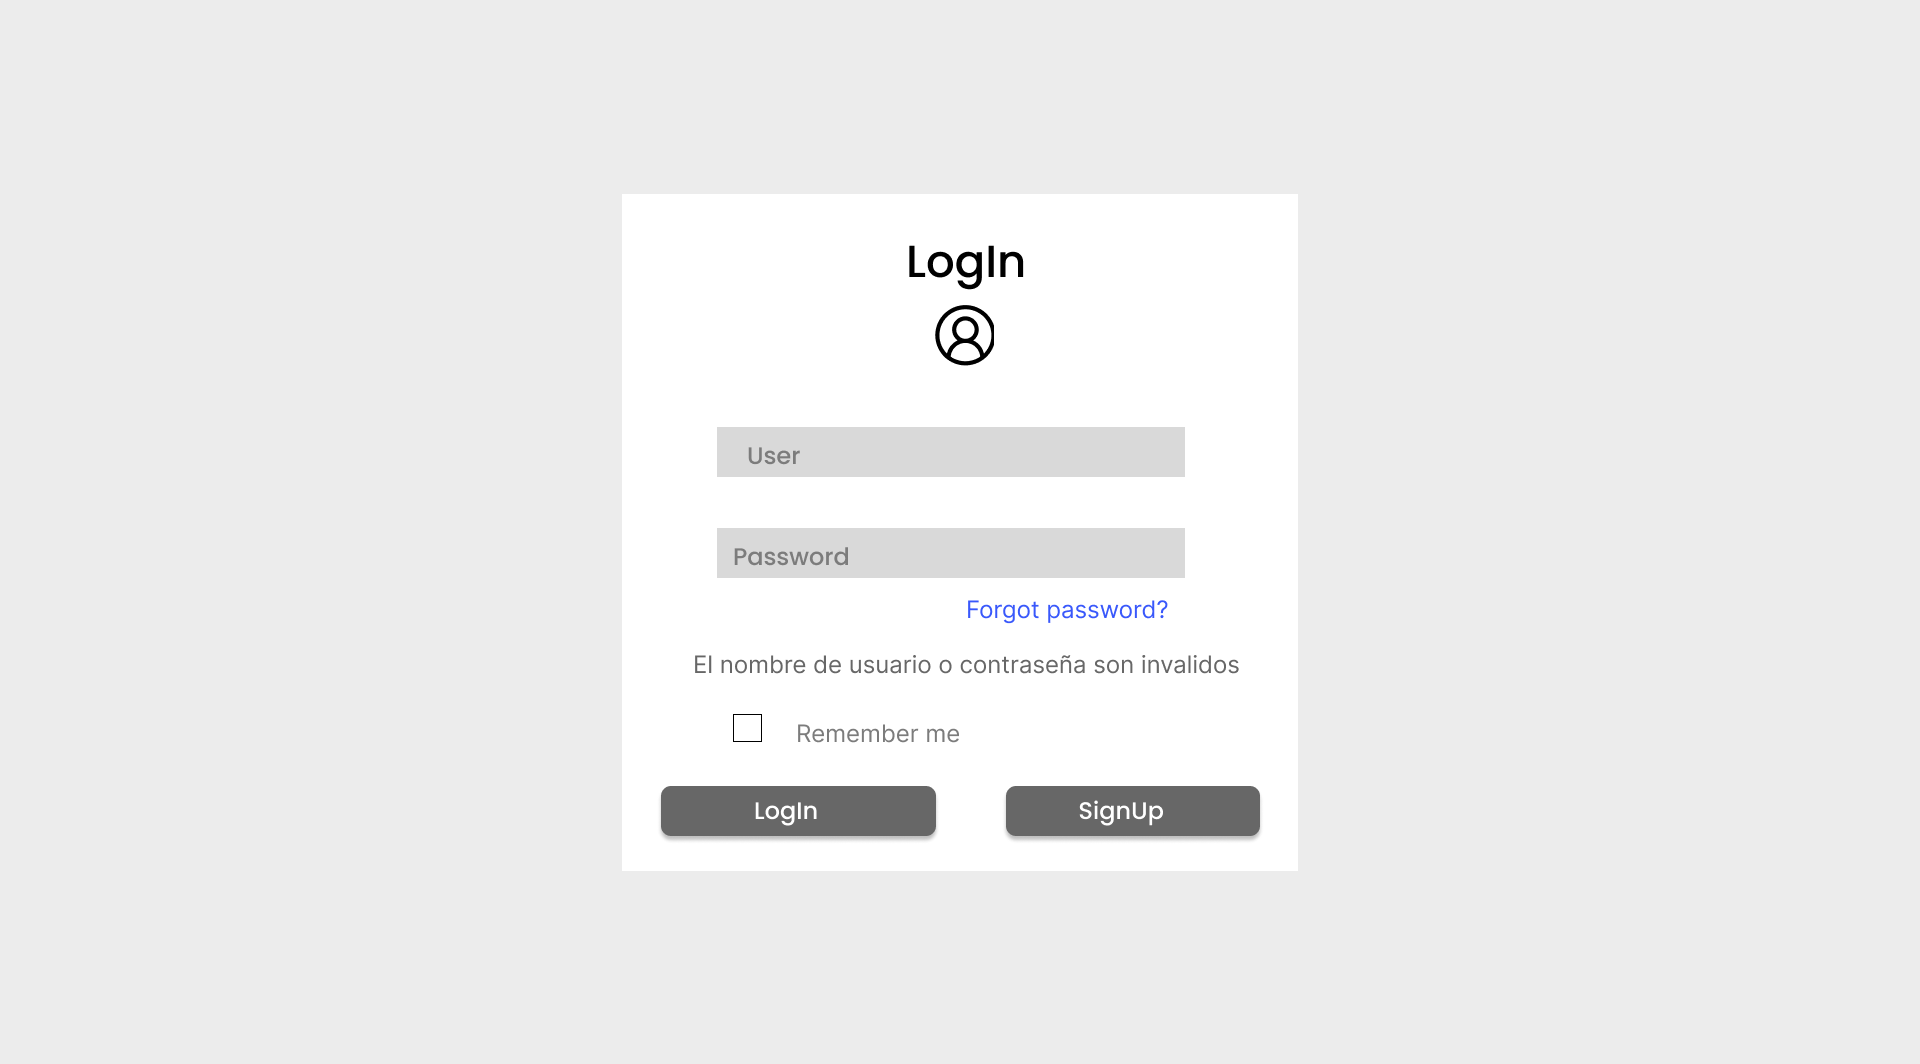 LogIn
User
Password
Forgot password?
El nombre de usuario o contraseña son invalidos
Remember me
LogIn
SignUp